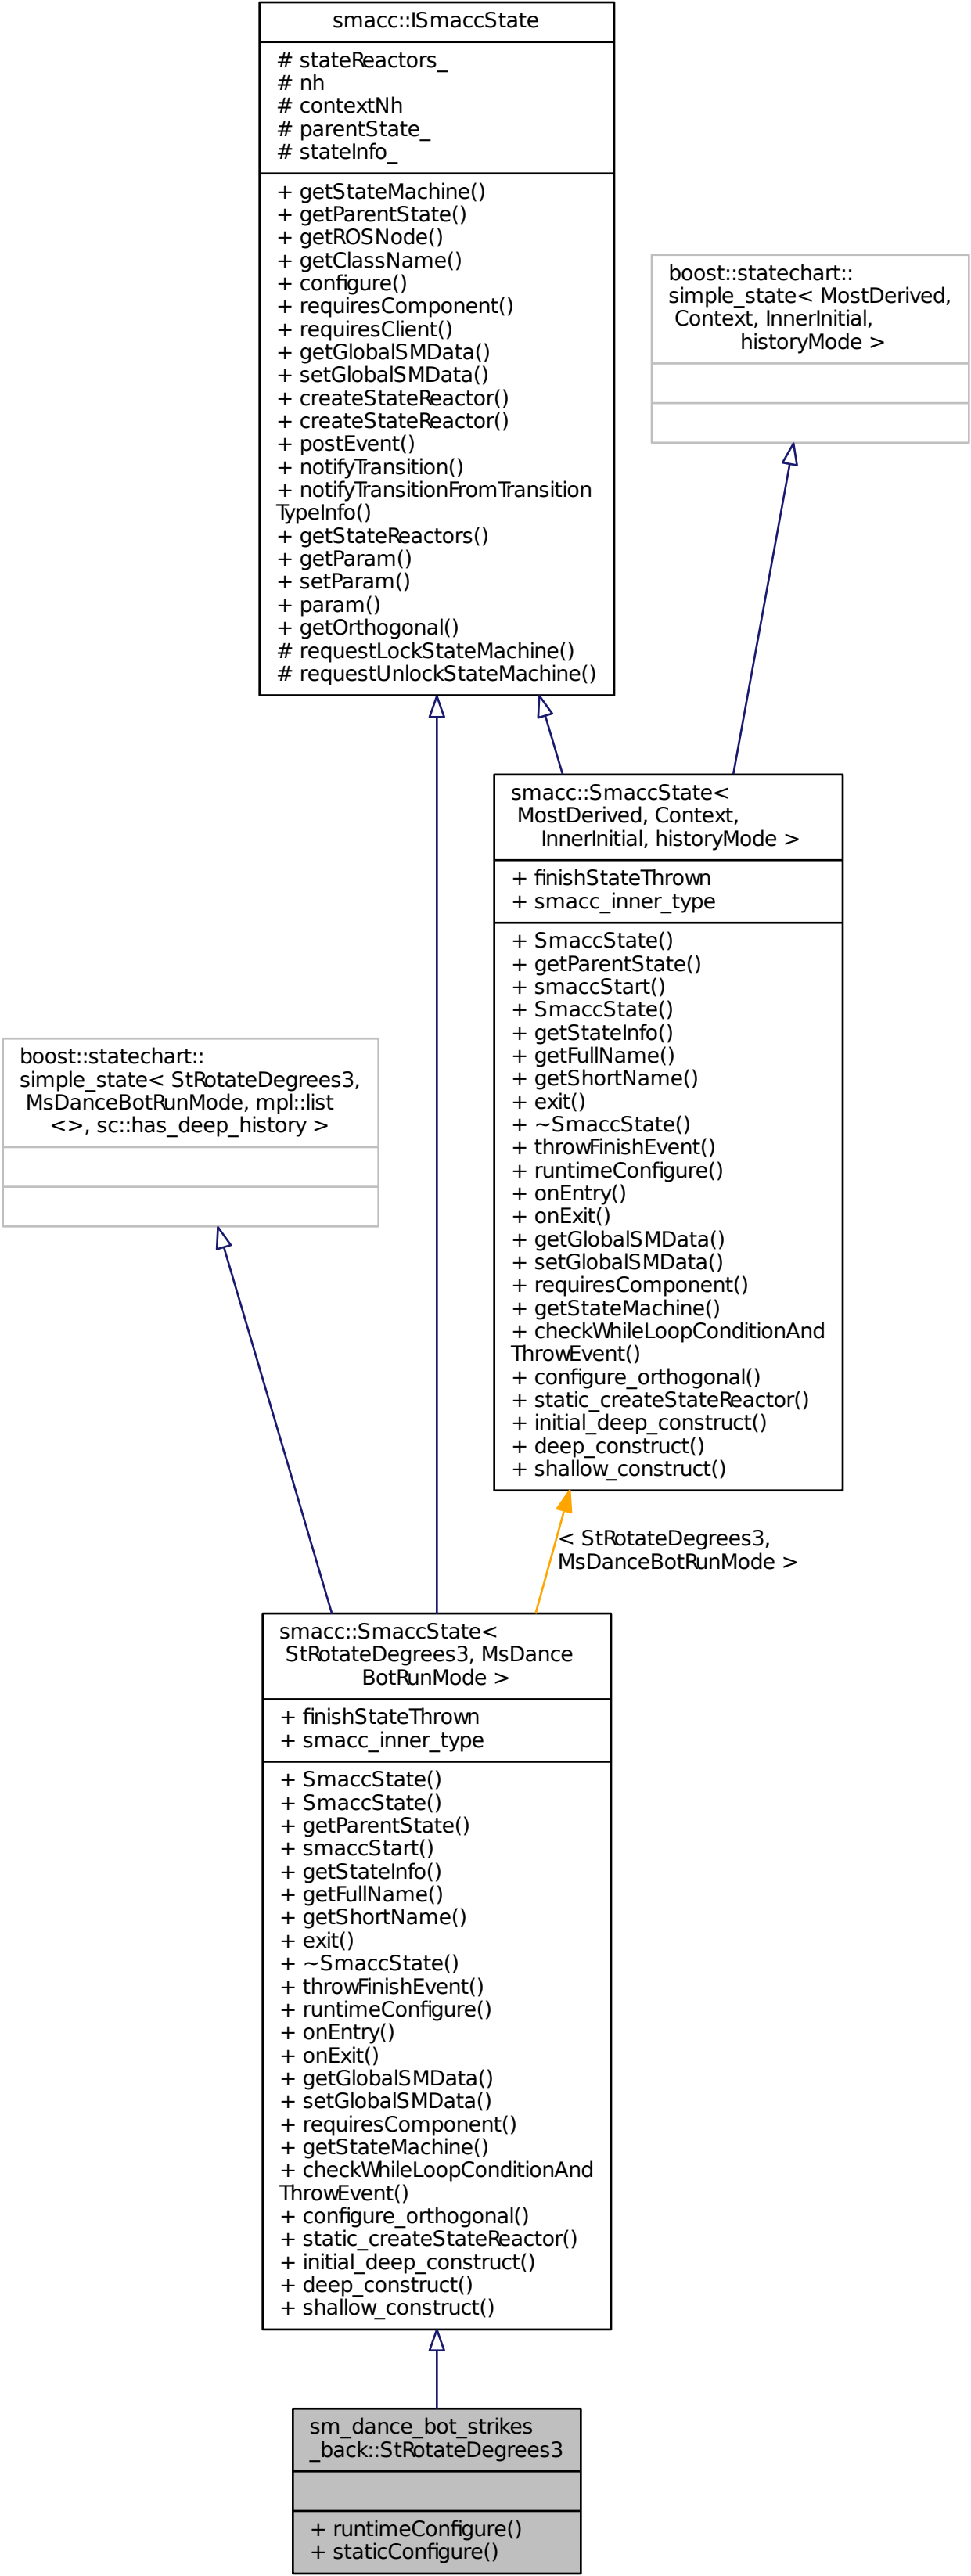 smacc::ISmaccState
# stateReactors_
# nh
# contextNh
# parentState_
# stateInfo_
+ getStateMachine()
+ getParentState()
+ getROSNode()
+ getClassName()
+ configure()
+ requiresComponent()
+ requiresClient()
+ getGlobalSMData()
+ setGlobalSMData()
+ createStateReactor()
+ createStateReactor()
+ postEvent()
+ notifyTransition()
+ notifyTransitionFromTransition
TypeInfo()
+ getStateReactors()
+ getParam()
+ setParam()
+ param()
+ getOrthogonal()
# requestLockStateMachine()
# requestUnlockStateMachine()
boost::statechart::
simple_state< MostDerived,
Context, InnerInitial,
historyMode >
smacc::SmaccState<
MostDerived, Context,
InnerInitial, historyMode >
+ finishStateThrown
+ smacc_inner_type
+ SmaccState()
+ getParentState()
+ smaccStart()
+ SmaccState()
+ getStateInfo()
+ getFullName()
+ getShortName()
+ exit()
+ ~SmaccState()
+ throwFinishEvent()
+ runtimeConfigure()
+ onEntry()
+ onExit()
+ getGlobalSMData()
+ setGlobalSMData()
+ requiresComponent()
+ getStateMachine()
+ checkWhileLoopConditionAnd
ThrowEvent()
+ configure_orthogonal()
+ static_createStateReactor()
+ initial_deep_construct()
+ deep_construct()
+ shallow_construct()
boost::statechart::
simple_state< StRotateDegrees3,
MsDanceBotRunMode, mpl::list
<>, sc::has_deep_history >
< StRotateDegrees3,
MsDanceBotRunMode >
smacc::SmaccState<
StRotateDegrees3, MsDance
BotRunMode >
+ finishStateThrown
+ smacc_inner_type
+ SmaccState()
+ SmaccState()
+ getParentState()
+ smaccStart()
+ getStateInfo()
+ getFullName()
+ getShortName()
+ exit()
+ ~SmaccState()
+ throwFinishEvent()
+ runtimeConfigure()
+ onEntry()
+ onExit()
+ getGlobalSMData()
+ setGlobalSMData()
+ requiresComponent()
+ getStateMachine()
+ checkWhileLoopConditionAnd
ThrowEvent()
+ configure_orthogonal()
+ static_createStateReactor()
+ initial_deep_construct()
+ deep_construct()
+ shallow_construct()
sm_dance_bot_strikes
_back::StRotateDegrees3
+ runtimeConfigure()
+ staticConfigure()